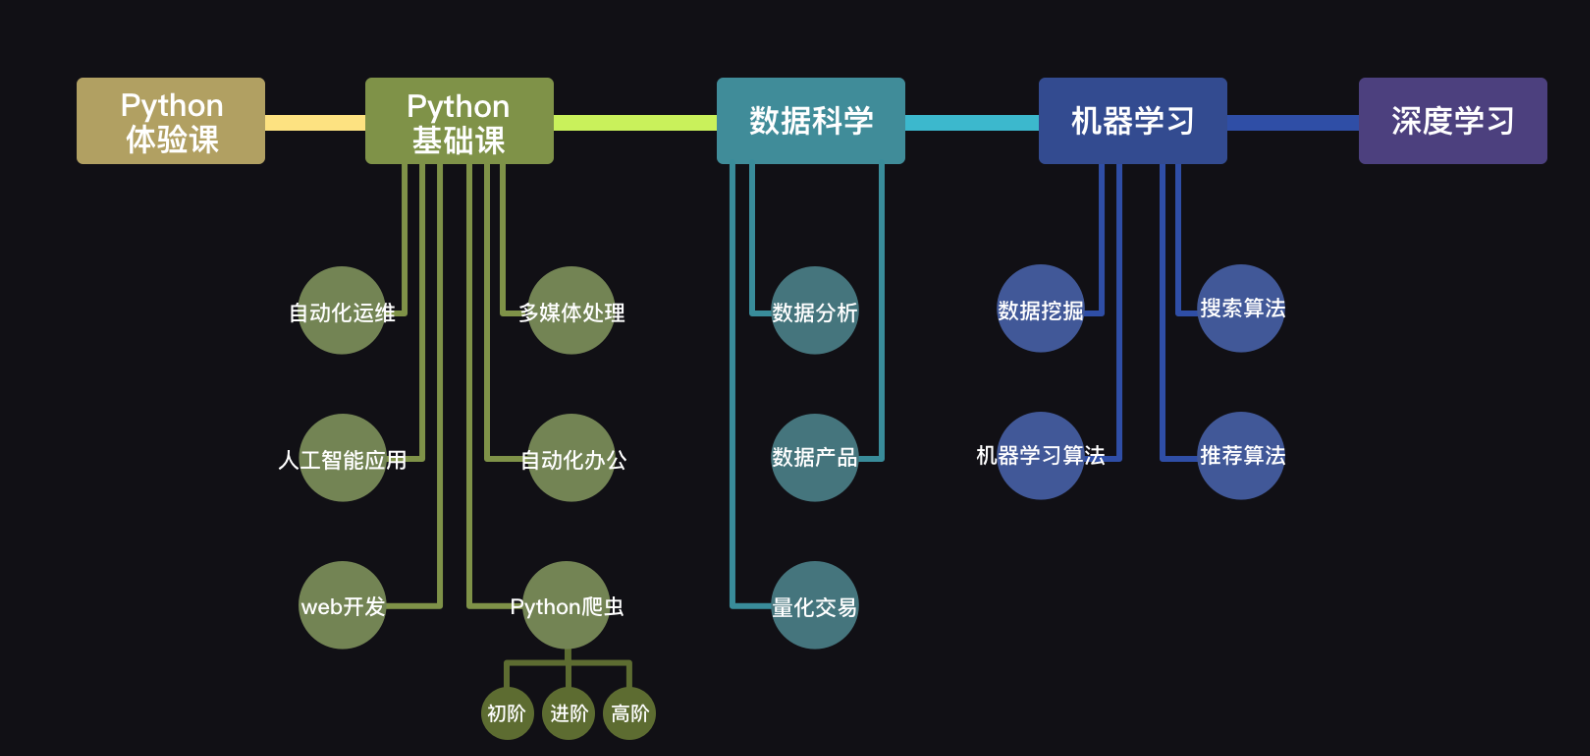 Python
体验课
Python
基础课
数据科学
机器学习
深度学习
自动化运维
多媒体处理
数据分析
数据挖掘
搜索算法
人工智能应用
自动化办公
数据产品
机器学习算法
推荐算法
web开发
Python爬虫
量化交易
初阶
进阶
高阶